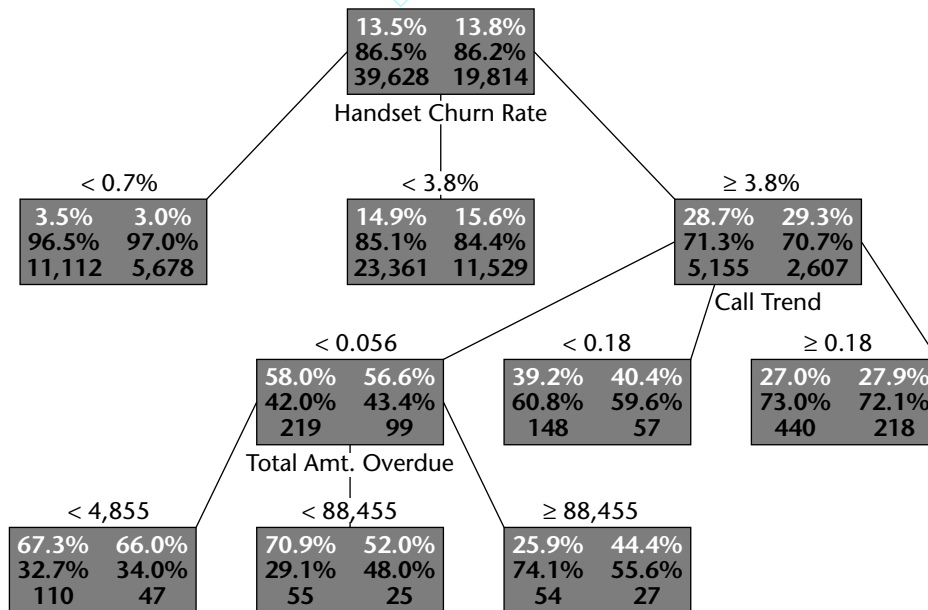 13.5% 13.8%
86.5% 86.2%
39,628 19,814
Handset Churn Rate
< 0.7% < 3.8% ≥ 3.8%
3.5% 3.0% 14.9% 15.6% 28.7% 29.3%
96.5% 97.0% 85.1% 84.4% 71.3% 70.7%
11,112 5,678 23,361 11,529 5,155 2,607
Call Trend
< 0.056 < 0.18 ≥ 0.18
58.0% 56.6% 39.2% 40.4% 27.0% 27.9%
42.0% 43.4% 60.8% 59.6% 73.0% 72.1%
219 99 148 57 440 218
Total Amt. Overdue
< 4,855 < 88,455 ≥ 88,455
67.3% 66.0% 70.9% 52.0% 25.9% 44.4%
32.7% 34.0% 29.1% 48.0% 74.1% 55.6%
110 47 55 25 54 27